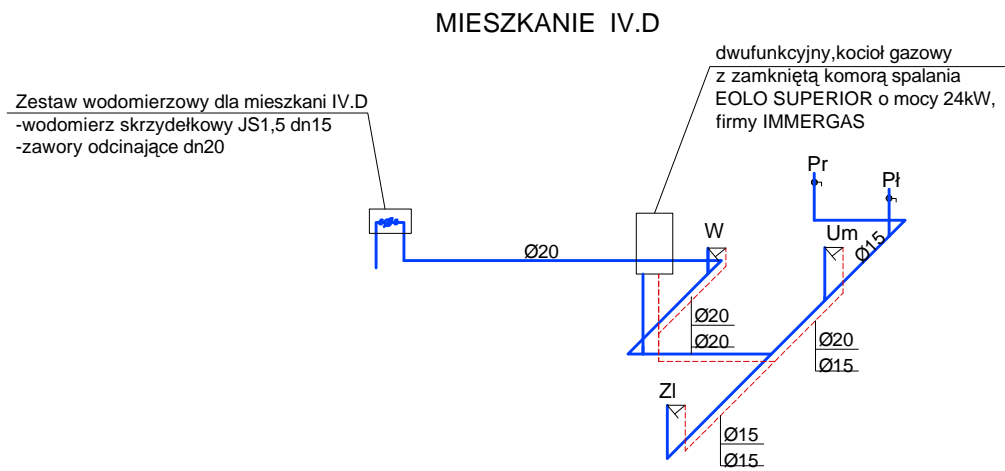 MIESZKANIE IV.D
dwufunkcyjny,kocioł gazowy
z zamkniętą komorą spalania
EOLO SUPERIOR o mocy 24kW,
firmy IMMERGAS
Zestaw wodomierzowy dla mieszkani IV.D
-wodomierz skrzydełkowy JS1,5 dn15
-zawory odcinające dn20
Pr
Pł
W
Um
Ø15
Ø20
Ø20
Ø20
Ø20
Ø15
Zl
Ø15
Ø15